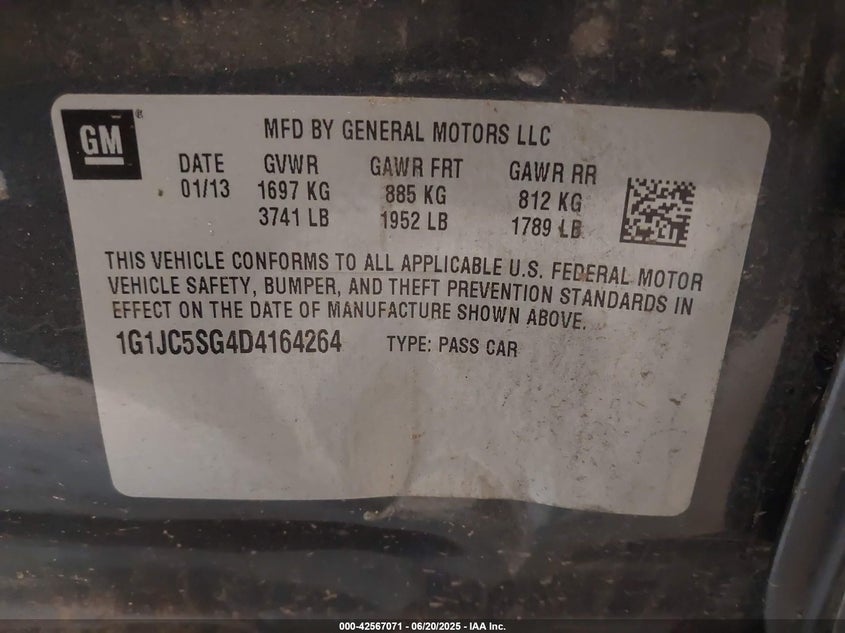 GM ®
MFD BY GENERAL MOTORS LLC
DATE GVWR GAWR FRT GAWR RR
01/13 1697 KG 885 KG 812 KG
3741 LB 1952 LB 1789 LB
THIS VEHICLE CONFORMS TO ALL APPLICABLE U.S. FEDERAL MOTOR
VEHICLE SAFETY, BUMPER, AND THEFT PREVENTION STANDARDS IN
EFFECT ON THE DATE OF MANUFACTURE SHOWN ABOVE.
1G1JC5SG4D4164264 TYPE: PASS CAR
000-42567071 - 06/20/2025 - IAA Inc.